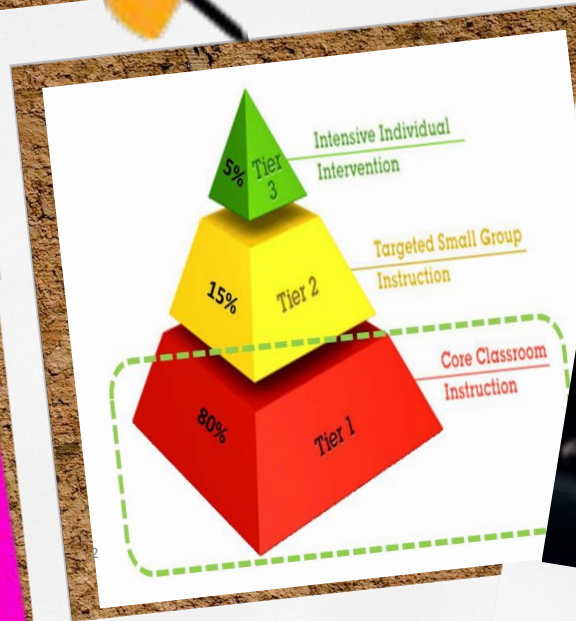 5%
Tier
3
Intensive Individual
Intervention
15%
Tier 2
Targeted Small Group
Instruction
80%
Tier 1
Core Classroom
Instruction
2